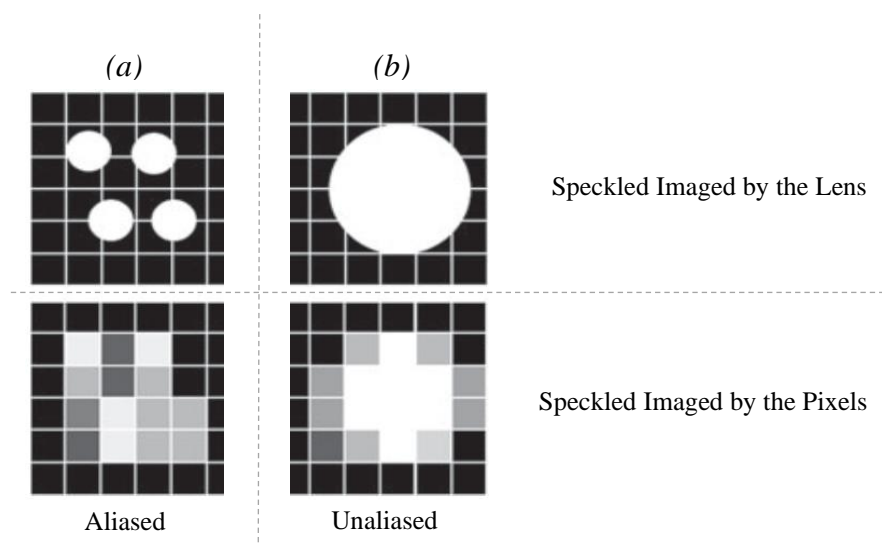 (a)
(b)
Speckled Imaged by the Lens
Speckled Imaged by the Pixels
Aliased
Unaliased